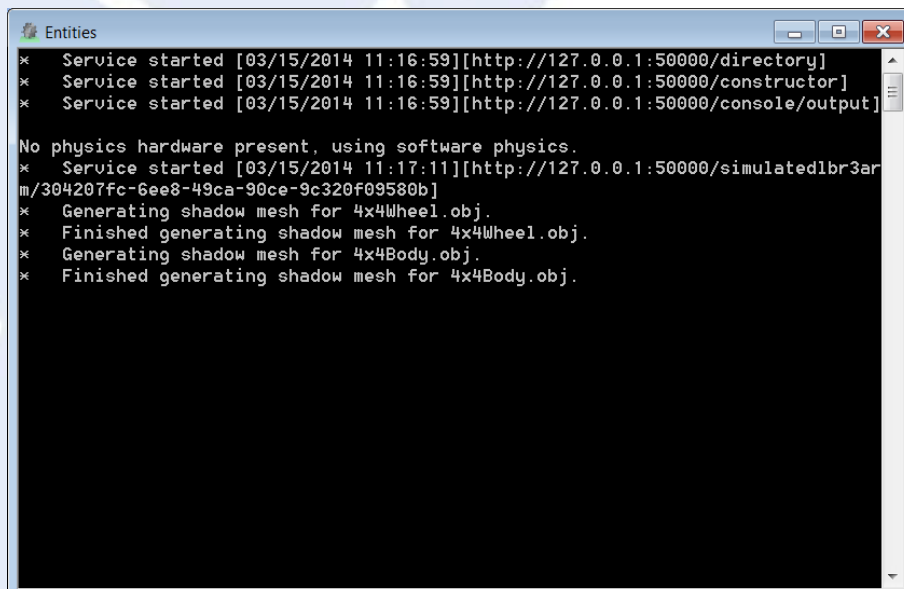 Entities
*   Service started [03/15/2014 11:16:59][http://127.0.0.1:50000/directory]
*   Service started [03/15/2014 11:16:59][http://127.0.0.1:50000/constructor]
*   Service started [03/15/2014 11:16:59][http://127.0.0.1:50000/console/output]
No physics hardware present, using software physics.
*   Service started [03/15/2014 11:17:11][http://127.0.0.1:50000/simulatedlbr3ar
m/304207fc-6ee8-49ca-90ce-9c320f09580b]
*   Generating shadow mesh for 4x4Wheel.obj.
*   Finished generating shadow mesh for 4x4Wheel.obj.
*   Generating shadow mesh for 4x4Body.obj.
*   Finished generating shadow mesh for 4x4Body.obj.